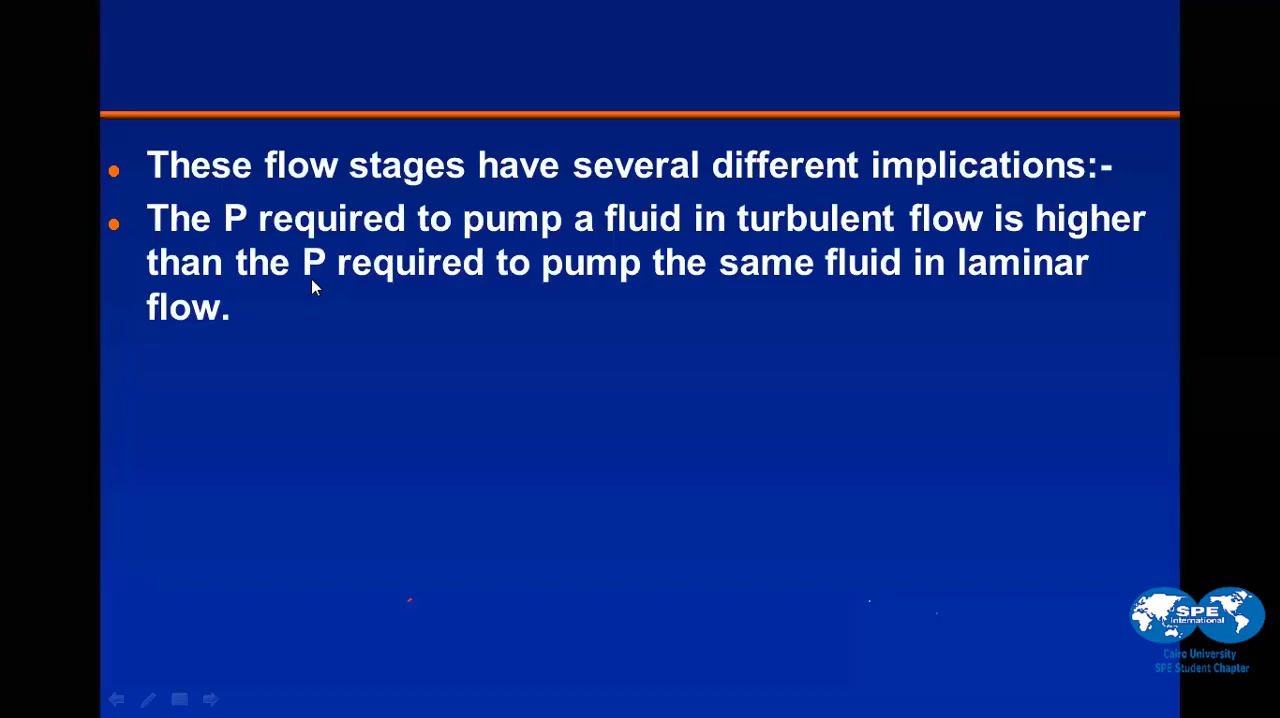 These flow stages have several different implications:-
The P required to pump a fluid in turbulent flow is higher
than the P required to pump the same fluid in laminar
flow.
SPE
International
Cairo University
SPE Student Chapter